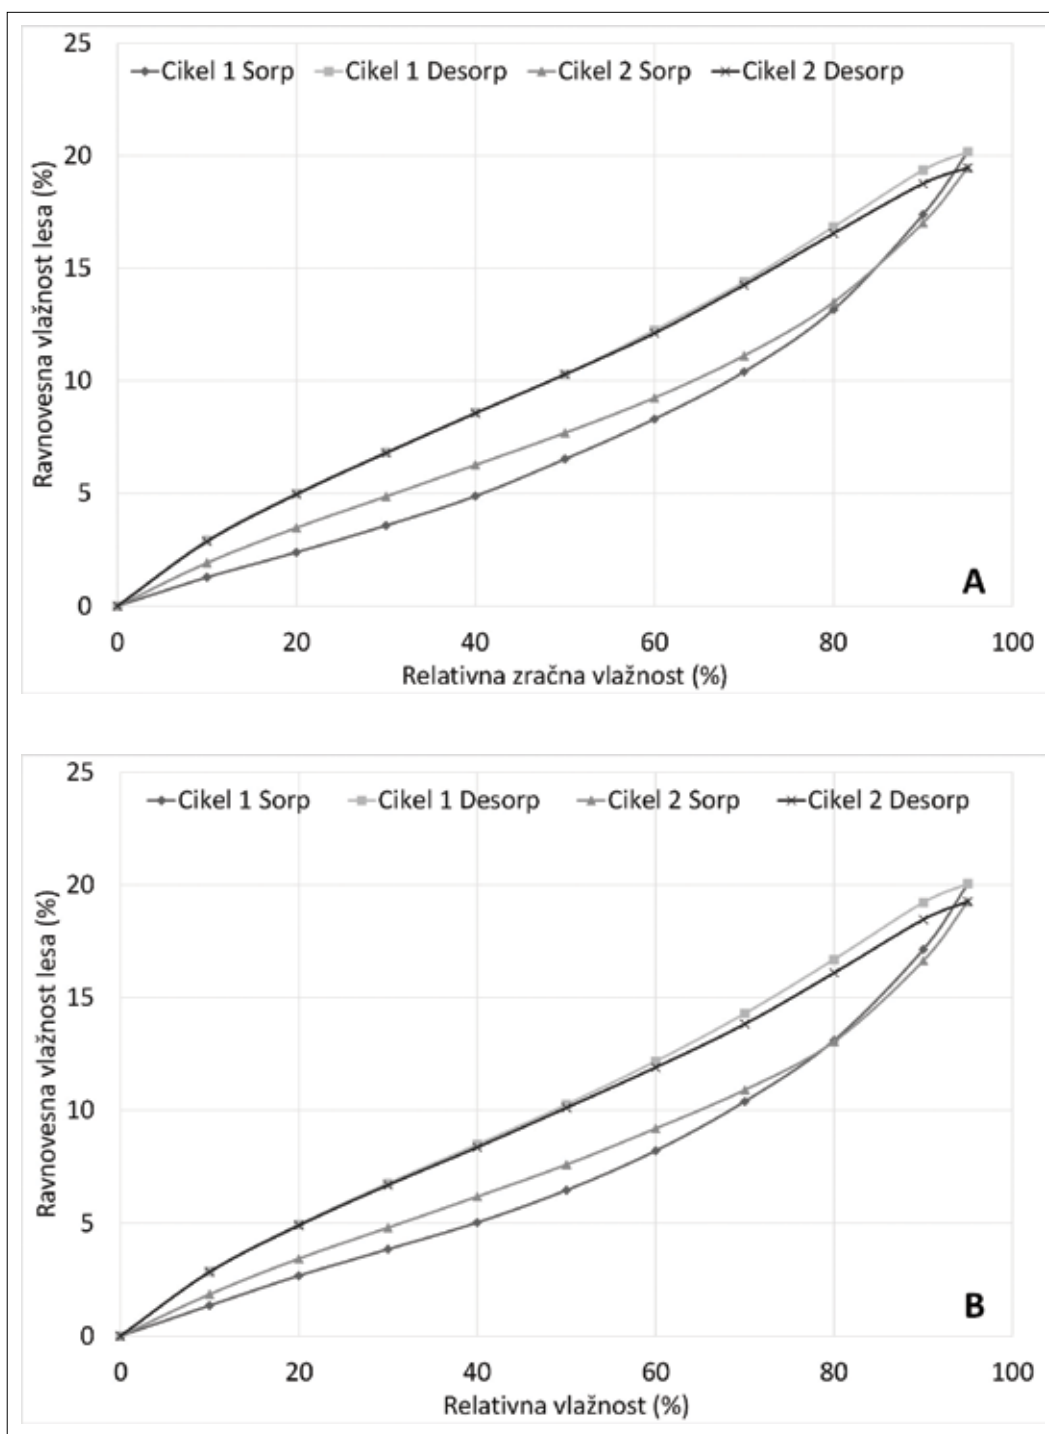 25
Cikel 1 Sorp Cikel 1 Desorp Cikel 2 Sorp Cikel 2 Desorp
20
15
10
5
0
Ravnovesna vlažnost lesa (%)
A
0 20 40 60 80 100
Relativna zračna vlažnost (%)
25
Cikel 1 Sorp Cikel 1 Desorp Cikel 2 Sorp Cikel 2 Desorp
20
15
10
5
0
Ravnovesna vlažnost lesa (%)
B
0 20 40 60 80 100
Relativna vlažnost (%)